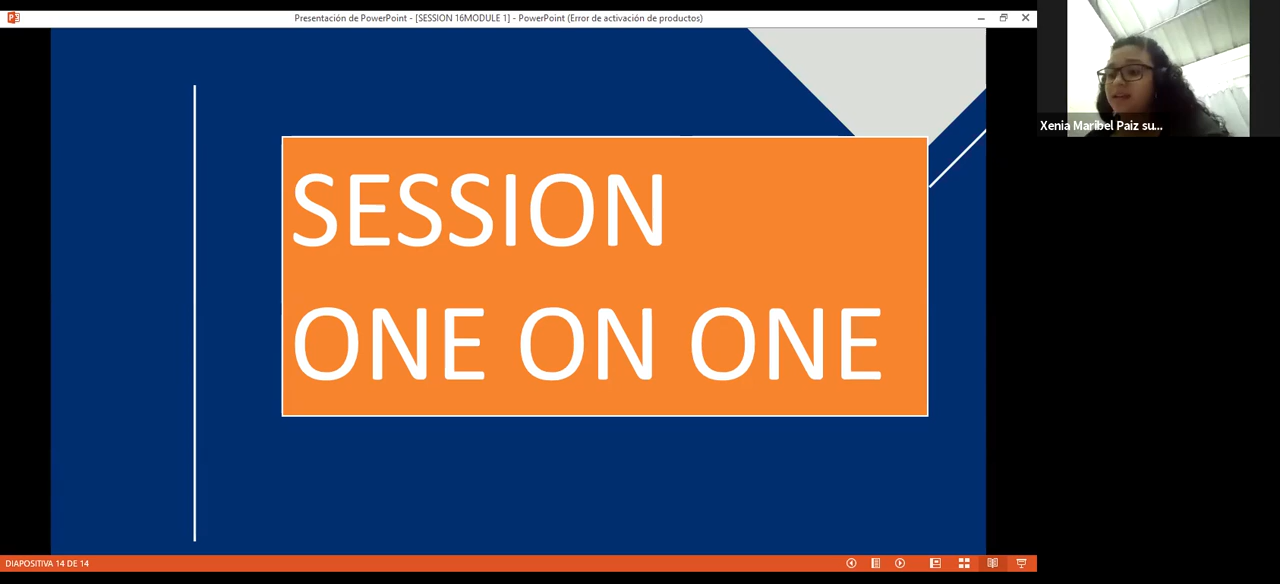 Presentación de PowerPoint - [SESSION 16MODULE 1] - PowerPoint (Error de activación de productos)
SESSION
ONE ON ONE
Xenia Maribel Paiz su...
DIAPOSITIVA 14 DE 14